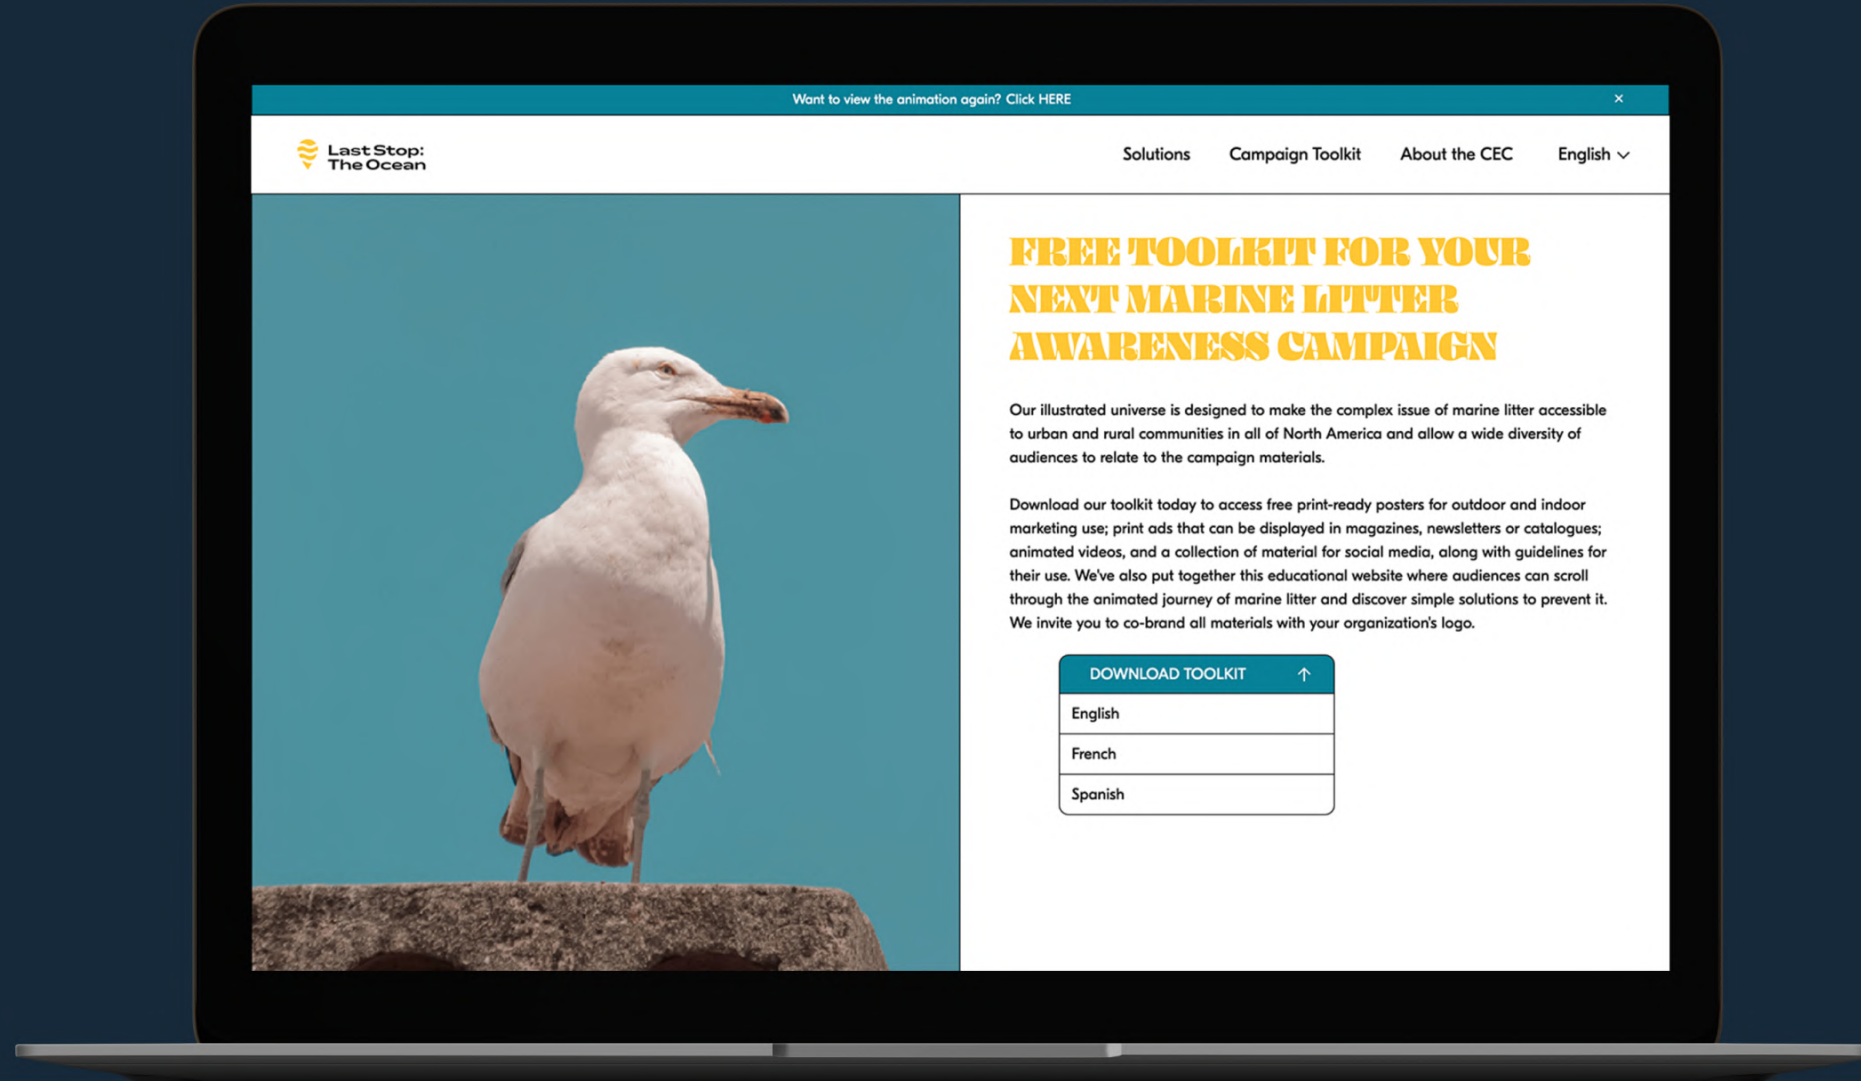 Want to view the animation again? Click HERE
Last Stop:
The Ocean
Solutions
Campaign Toolkit
About the CEC
English
FREE TOOLKIT FOR YOUR
NEXT MARINE LITTER
AWARENESS CAMPAIGN
Our illustrated universe is designed to make the complex issue of marine litter accessible
to urban and rural communities in all of North America and allow a wide diversity of
audiences to relate to the campaign materials.
Download our toolkit today to access free print-ready posters for outdoor and indoor
marketing use; print ads that can be displayed in magazines, newsletters or catalogues;
animated videos, and a collection of material for social media, along with guidelines for
their use. We've also put together this educational website where audiences can scroll
through the animated journey of marine litter and discover simple solutions to prevent it.
We invite you to co-brand all materials with your organization's logo.
DOWNLOAD TOOLKIT
English
French
Spanish